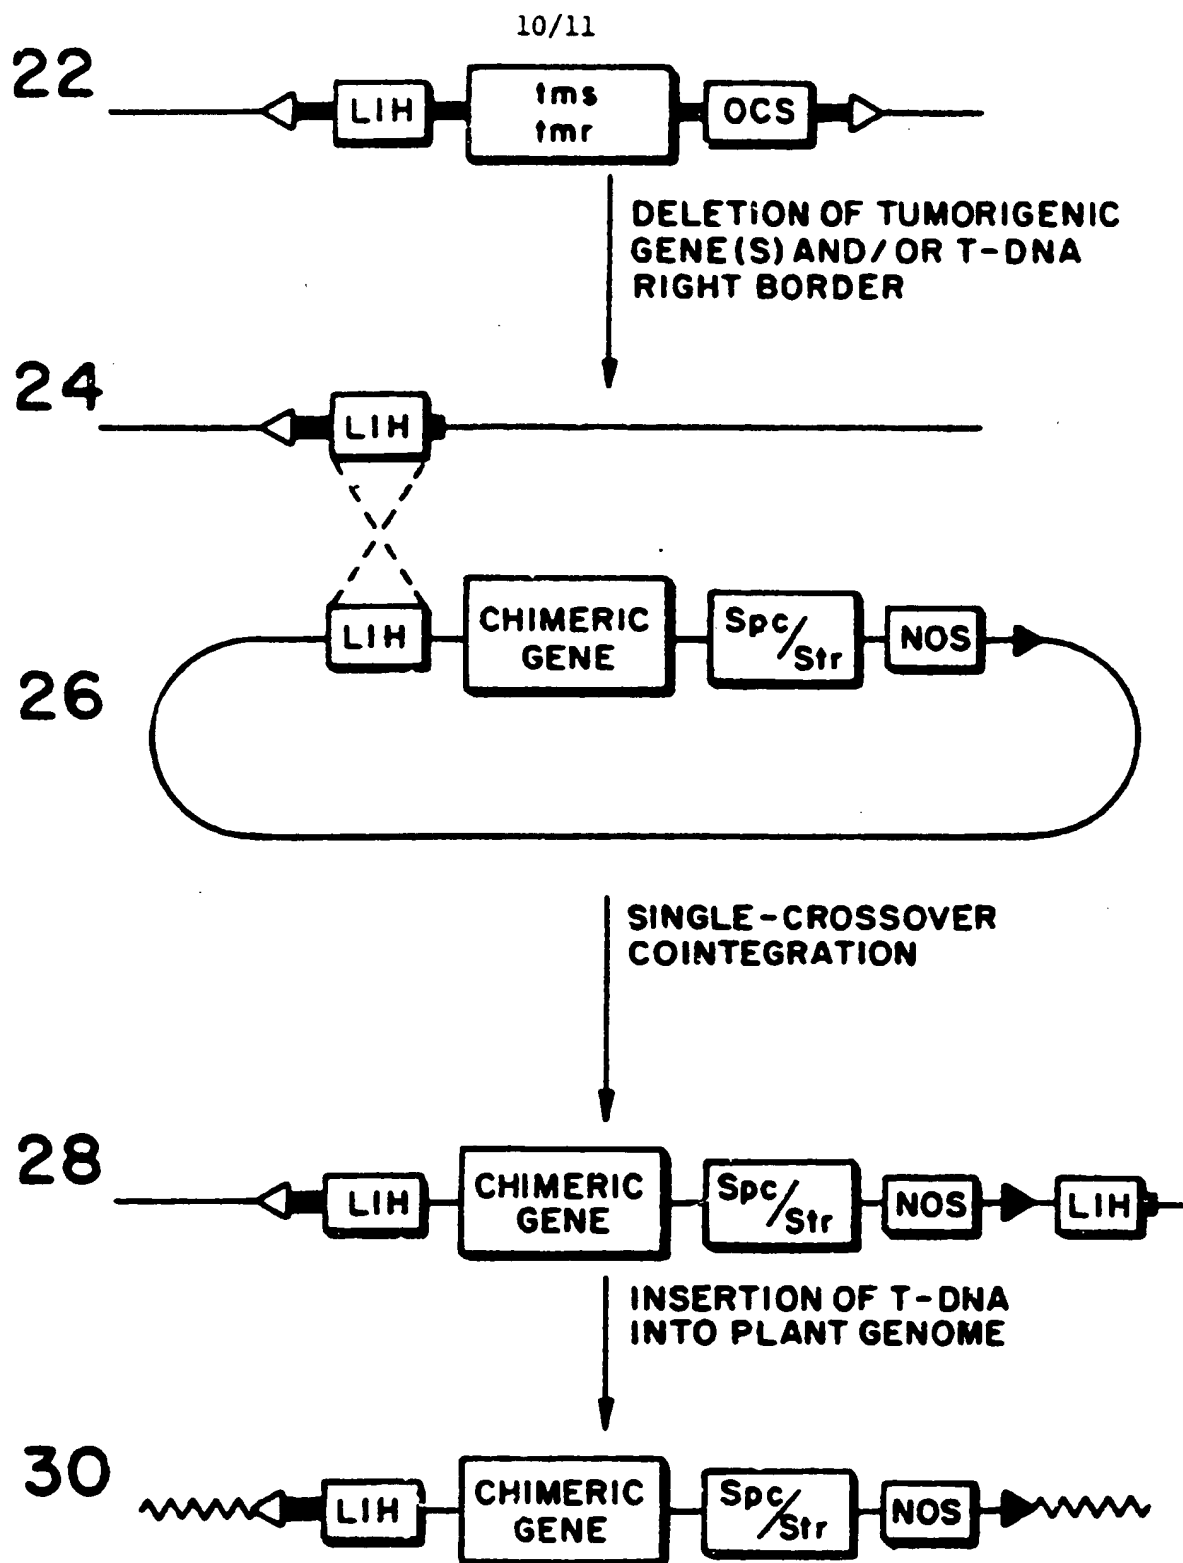 10/11
22
LIH
tms
tmr
OCS
DELETION OF TUMORIGENIC
GENE(S) AND/OR T-DNA
RIGHT BORDER
24
LIH
26
LIH
CHIMERIC
GENE
Spc/
Str
NOS
SINGLE-CROSSOVER
COINTEGRATION
28
LIH
CHIMERIC
GENE
Spc/
Str
NOS
LIH
INSERTION OF T-DNA
INTO PLANT GENOME
30
LIH
CHIMERIC
GENE
Spc/
Str
NOS